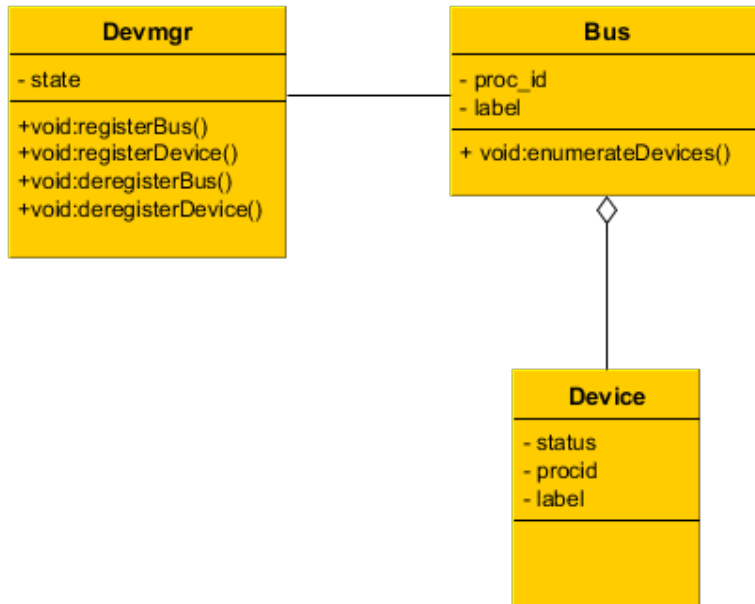 Devmgr
- state
+void:registerBus()
+void:registerDevice()
+void:deregisterBus()
+void:deregisterDevice()
Bus
- proc_id
- label
+ void:enumerateDevices()
Device
- status
- procid
- label